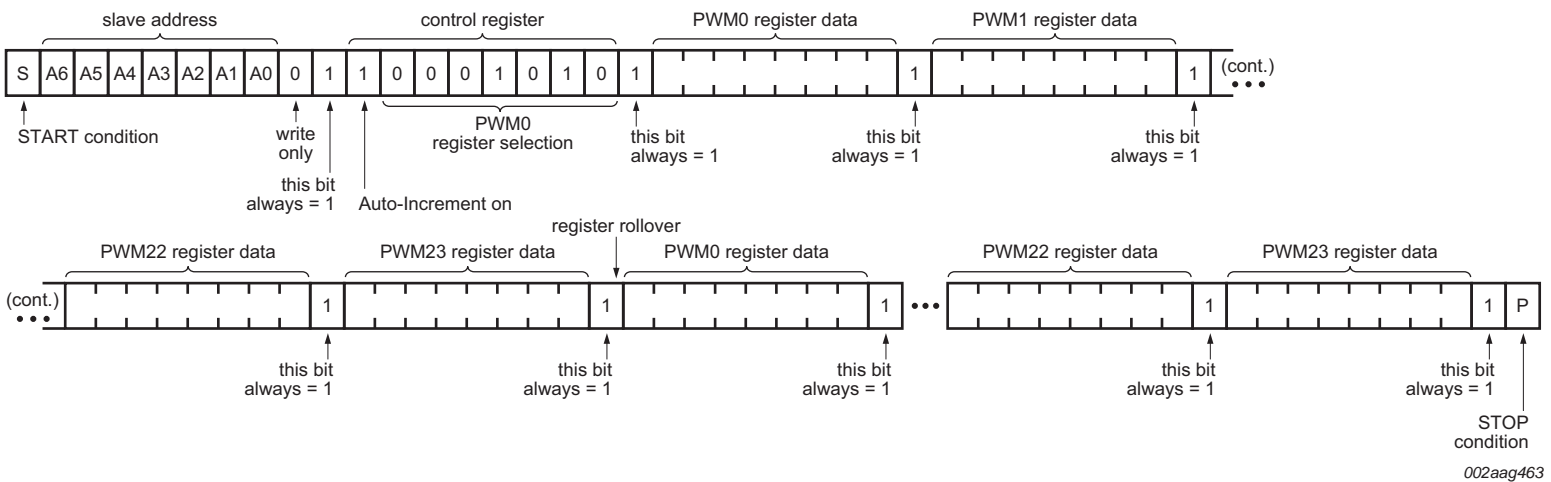 slave address control register PWM0 register data PWM1 register data
S A6 A5 A4 A3 A2 A1 A0 0 1 1 0 0 0 1 0 1 0 1 1 1 (cont.)
START condition
write
only
this bit
always = 1
Auto-Increment on
PWM0
register selection
this bit
always = 1
this bit
always = 1
this bit
always = 1
register rollover
PWM22 register data PWM23 register data PWM0 register data PWM22 register data PWM23 register data
(cont.) 1 1 1 1 1 P
this bit
always = 1
this bit
always = 1
this bit
always = 1
this bit
always = 1
this bit
always = 1
STOP
condition
002aag463